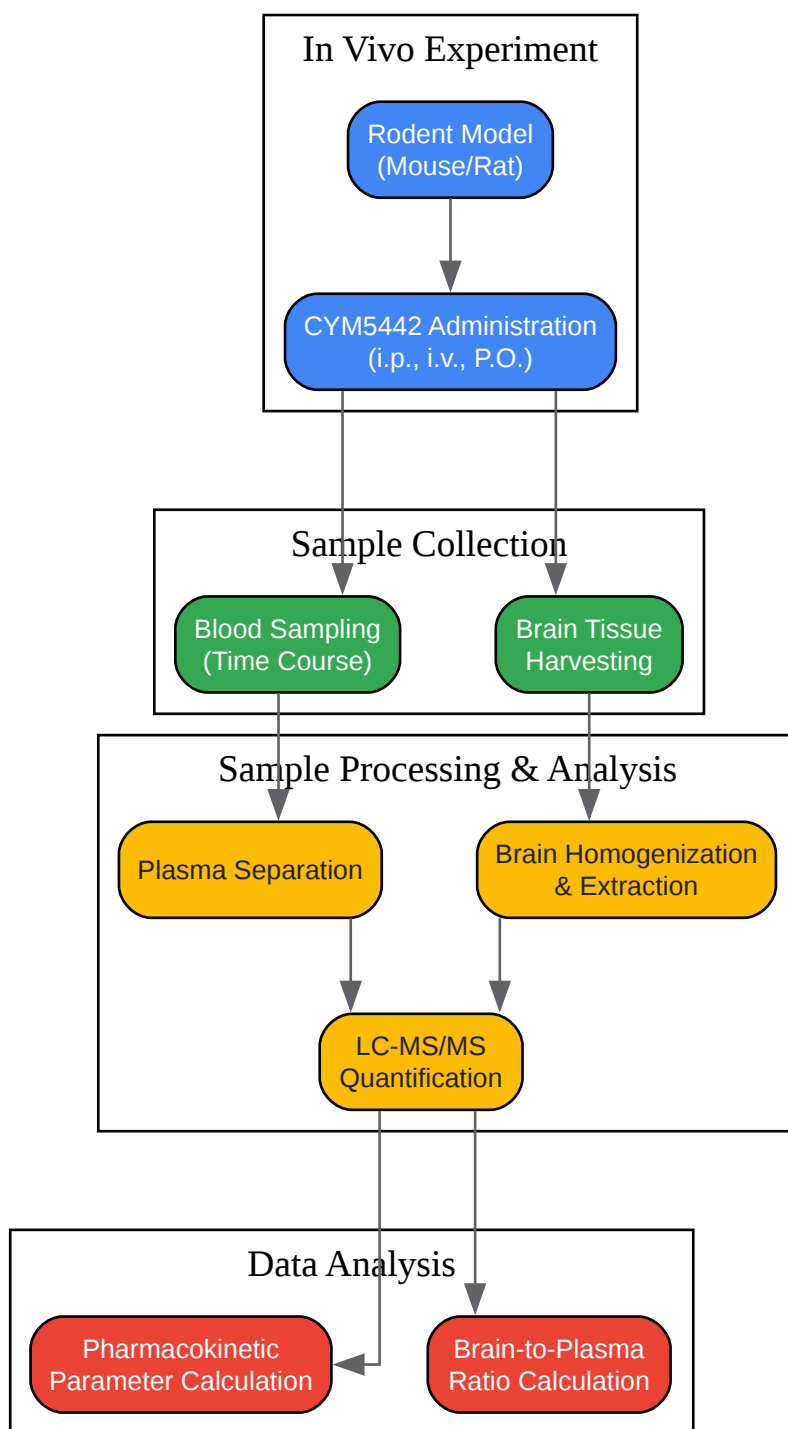 In Vivo Experiment
Rodent Model
(Mouse/Rat)
CYM5442 Administration
(i.p., i.v., P.O.)
Sample Collection
Blood Sampling
(Time Course)
Brain Tissue
Harvesting
Sample Processing & Analysis
Plasma Separation
Brain Homogenization
& Extraction
LC-MS/MS
Quantification
Data Analysis
Pharmacokinetic
Parameter Calculation
Brain-to-Plasma
Ratio Calculation